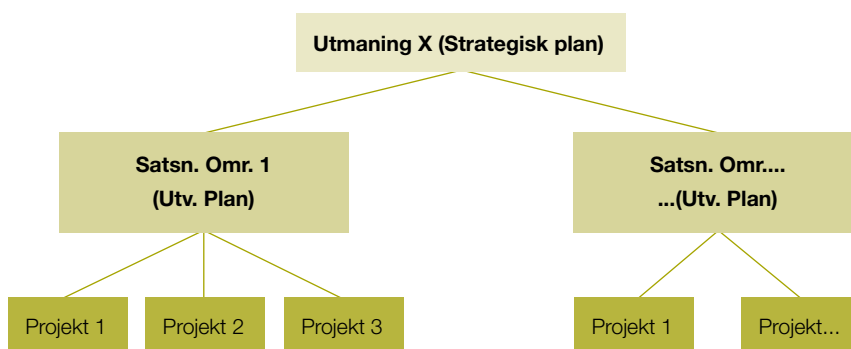 Utmaning X (Strategisk plan)
Satsn. Omr. 1
(Utv. Plan)
Satsn. Omr....
...(Utv. Plan)
Projekt 1
Projekt 2
Projekt 3
Projekt 1
Projekt...